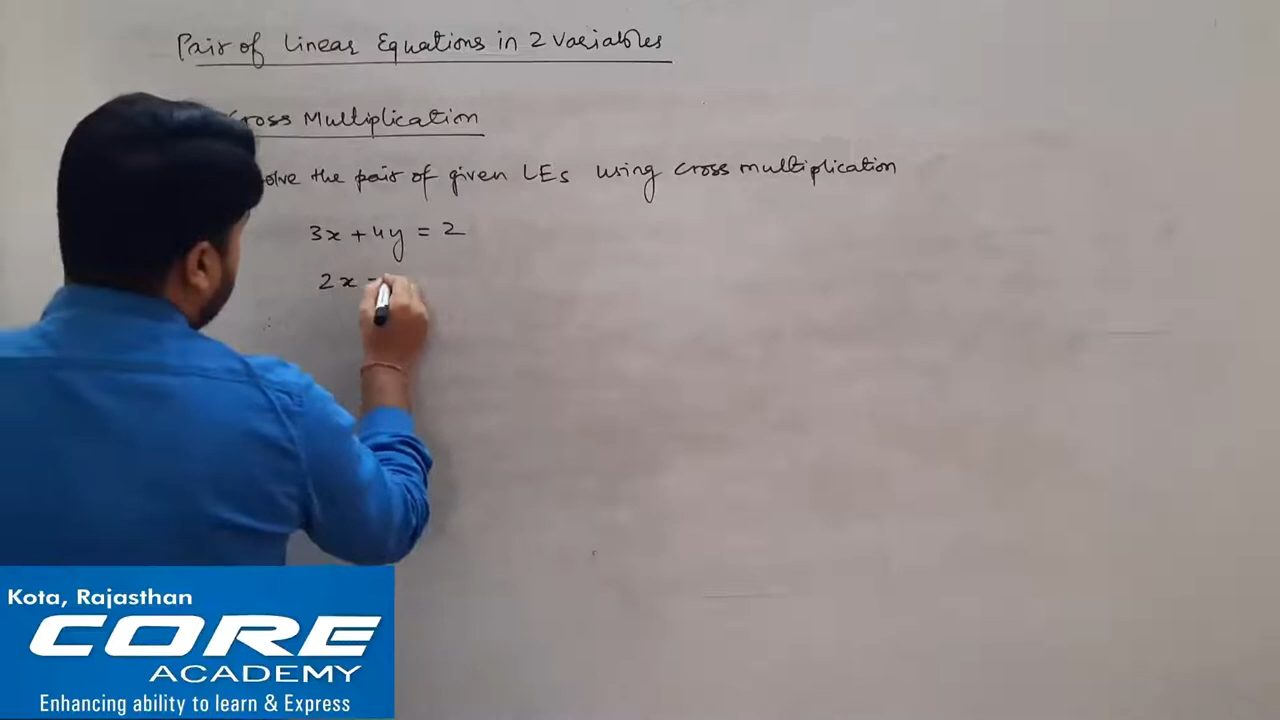 Pair of Linear Equations in 2 variables
Cross Multiplication
Solve the pair of given LEs using cross multiplication
3x + 4y = 2
2x -
Kota, Rajasthan
CORE
ACADEMY
Enhancing ability to learn & Express